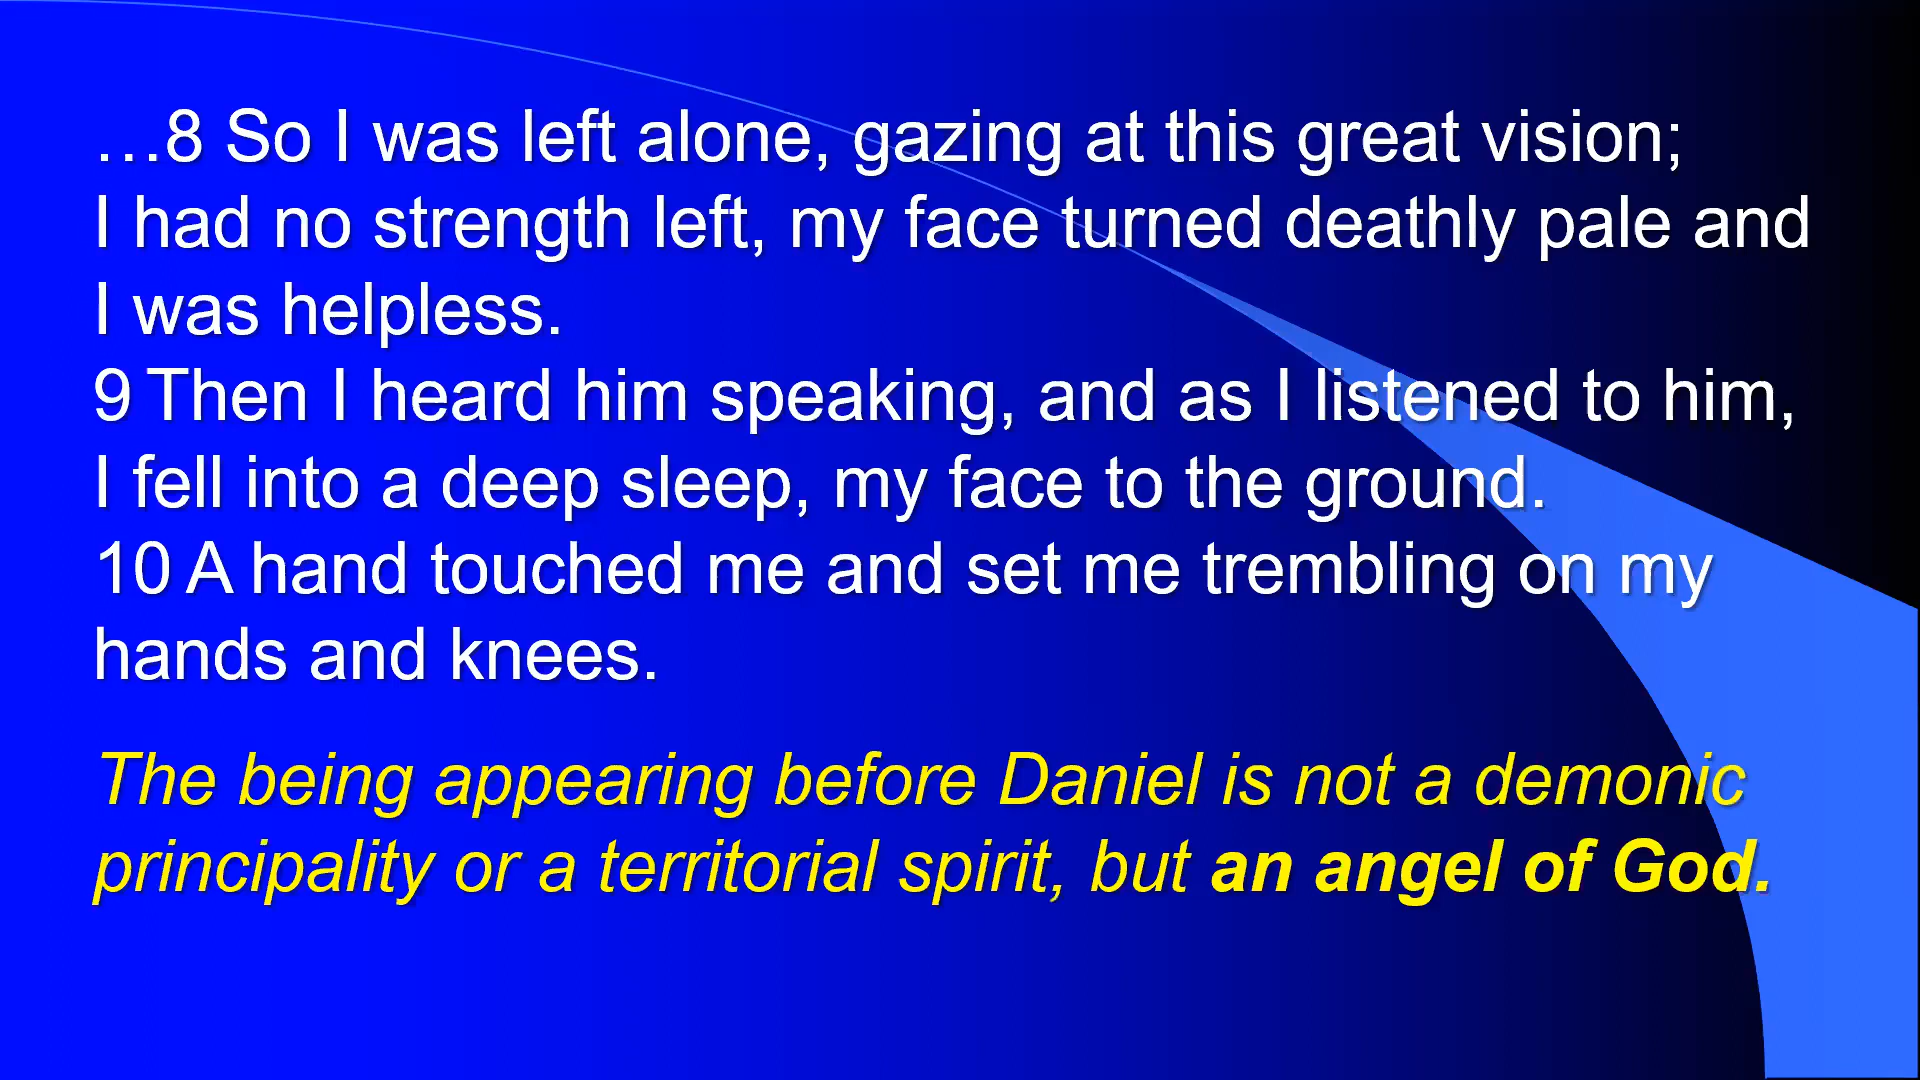 …8 So I was left alone, gazing at this great vision;
I had no strength left, my face turned deathly pale and
I was helpless.
9 Then I heard him speaking, and as I listened to him,
I fell into a deep sleep, my face to the ground.
10 A hand touched me and set me trembling on my
hands and knees.
The being appearing before Daniel is not a demonic
principality or a territorial spirit, but an angel of God.